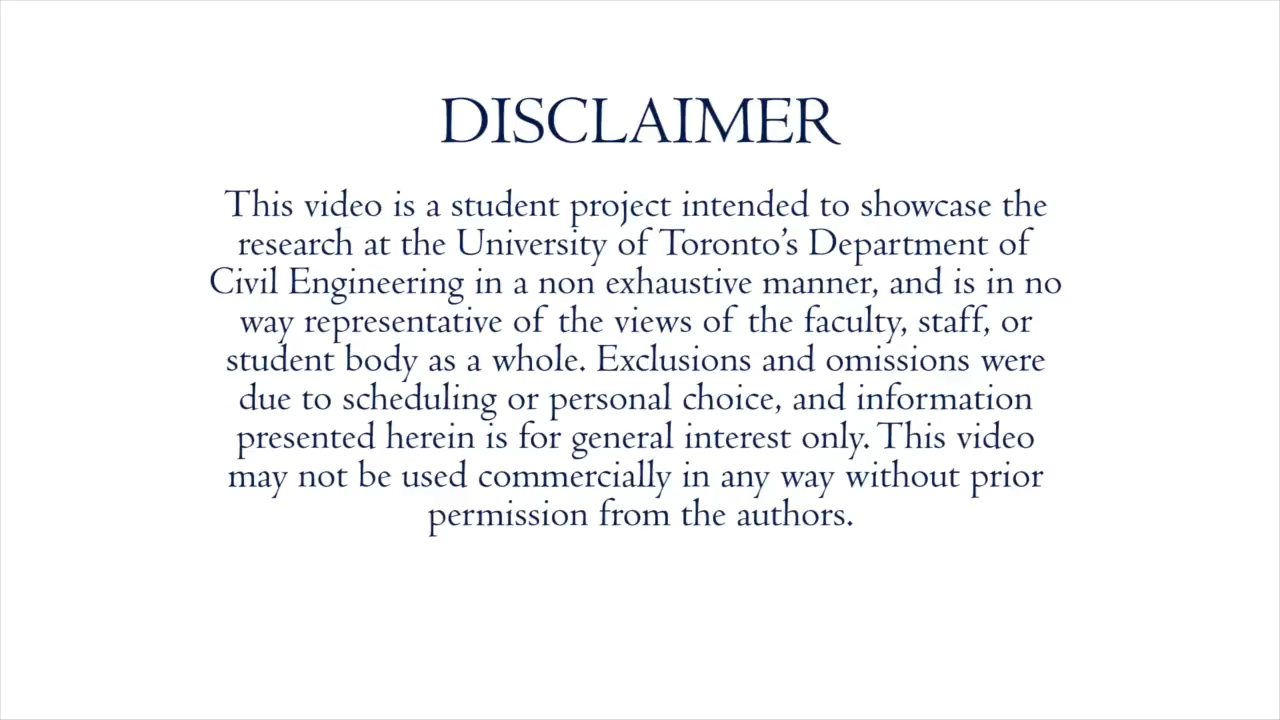 DISCLAIMER
This video is a student project intended to showcase the
research at the University of Toronto’s Department of
Civil Engineering in a non exhaustive manner, and is in no
way representative of the views of the faculty, staff, or
student body as a whole. Exclusions and omissions were
due to scheduling or personal choice, and information
presented herein is for general interest only. This video
may not be used commercially in any way without prior
permission from the authors.